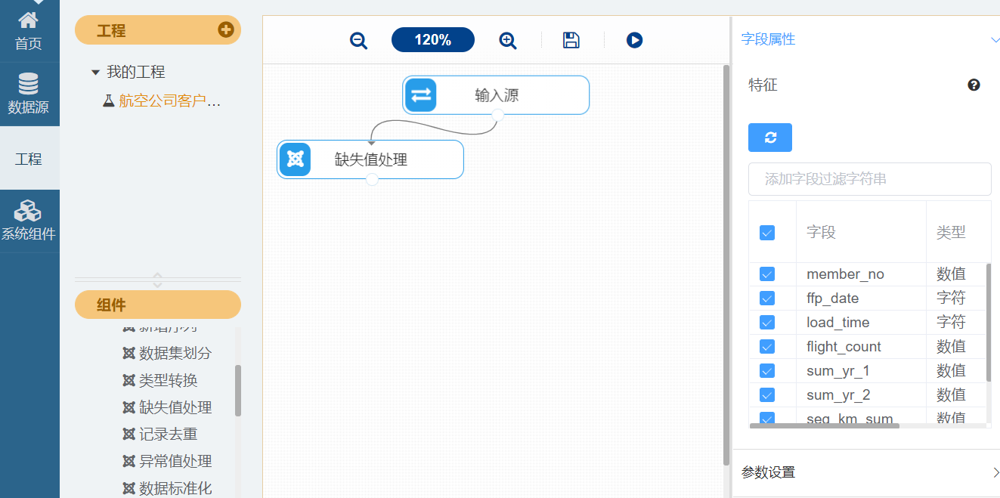 首页
数据源
工程
系统组件
工程
我的工程
航空公司客户...
组件
新增序列
数据集划分
类型转换
缺失值处理
记录去重
异常值处理
数据标准化
120%
输入源
缺失值处理
字段属性
特征
添加字段过滤字符串
字段 类型
member_no 数值
ffp_date 字符
load_time 字符
flight_count 数值
sum_yr_1 数值
sum_yr_2 数值
seg_km_sum 数值
参数设置